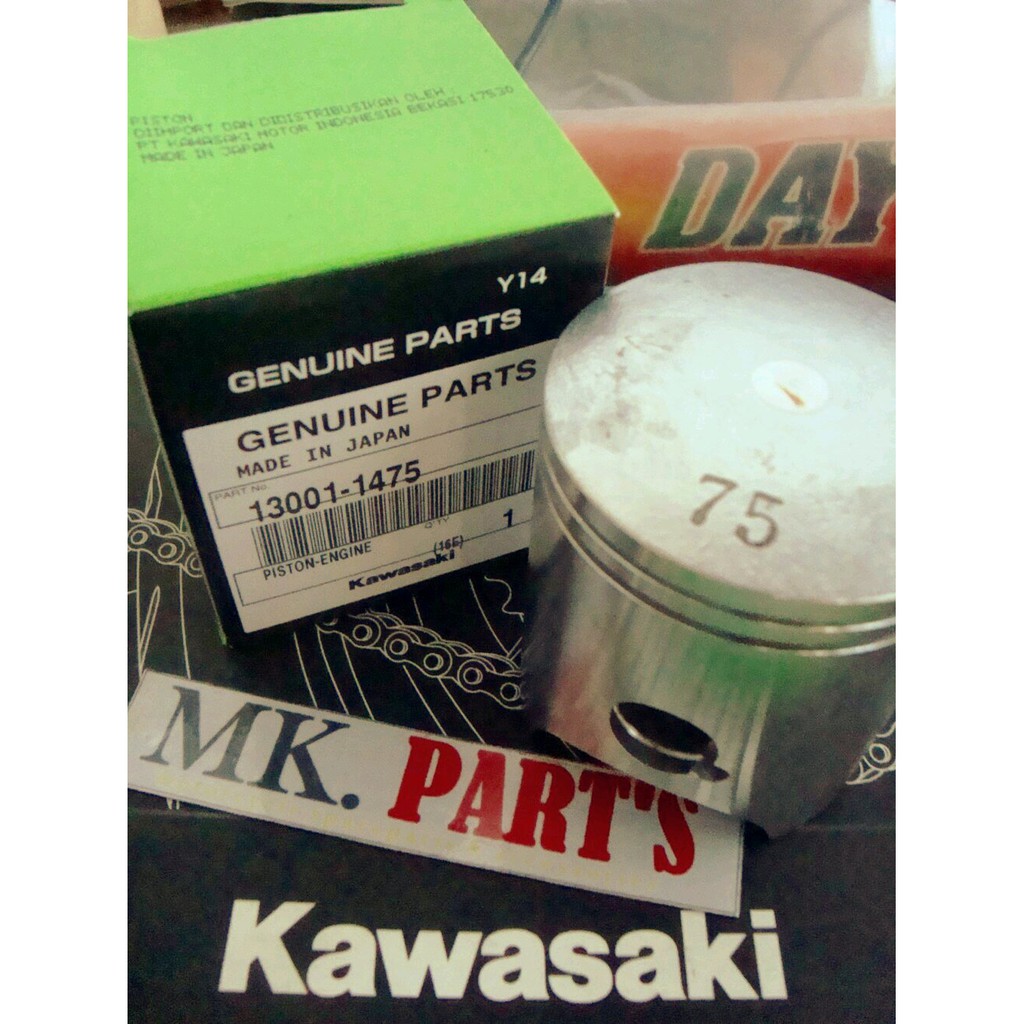 PISTON
DIIMPORT DAN DIDISTRIBUSIKAN OLEH :
PT KAWASAKI MOTOR INDONESIA BEKASI 17530
MADE IN JAPAN
DAY
Y14
GENUINE PARTS
GENUINE PARTS
MADE IN JAPAN
PART No.
13001-1475
Q'TY
1
PISTON-ENGINE
(16E)
Kawasaki
75
MK. PART'S
Kawasaki